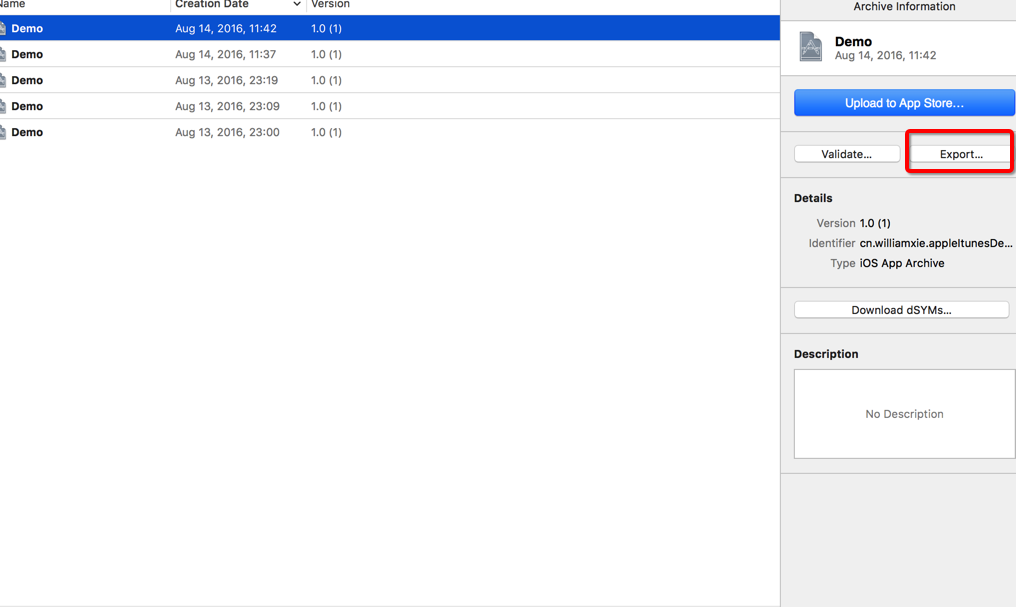 Name Creation Date Version
Demo Aug 14, 2016, 11:42 1.0 (1)
Demo Aug 14, 2016, 11:37 1.0 (1)
Demo Aug 13, 2016, 23:19 1.0 (1)
Demo Aug 13, 2016, 23:09 1.0 (1)
Demo Aug 13, 2016, 23:00 1.0 (1)
Archive Information
Demo
Aug 14, 2016, 11:42
Upload to App Store...
Validate... Export...
Details
Version 1.0 (1)
Identifier cn.williamxie.appleItunesDe...
Type iOS App Archive
Download dSYMs...
Description
No Description